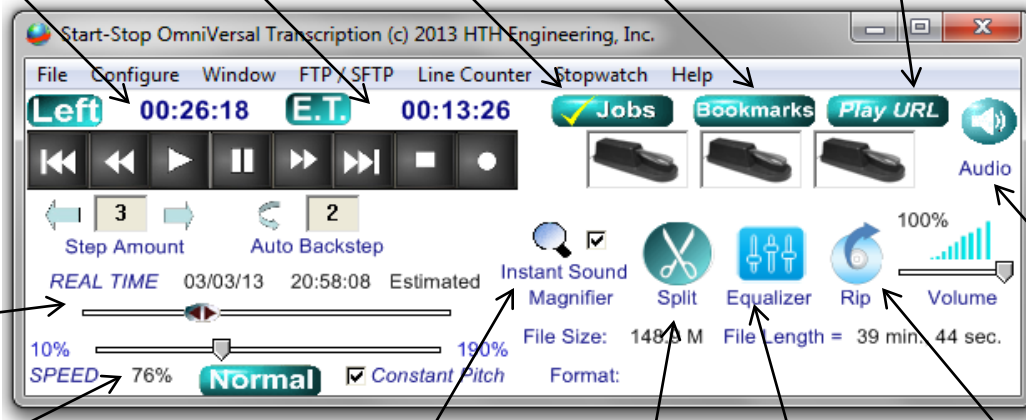 Start-Stop OmniVersal Transcription (c) 2013 HTH Engineering, Inc.
File Configure Window FTP / SFTP Line Counter Stopwatch Help
Left 00:26:18 E.T. 00:13:26 Jobs Bookmarks Play URL
Audio
3 2 100%
Step Amount Auto Backstep
REAL TIME 03/03/13 20:58:08 Estimated
Instant Sound
Magnifier Split Equalizer Rip Volume
10% 190%
File Size: 148.9 M File Length = 39 min. 44 sec.
SPEED 76% Normal Constant Pitch Format: